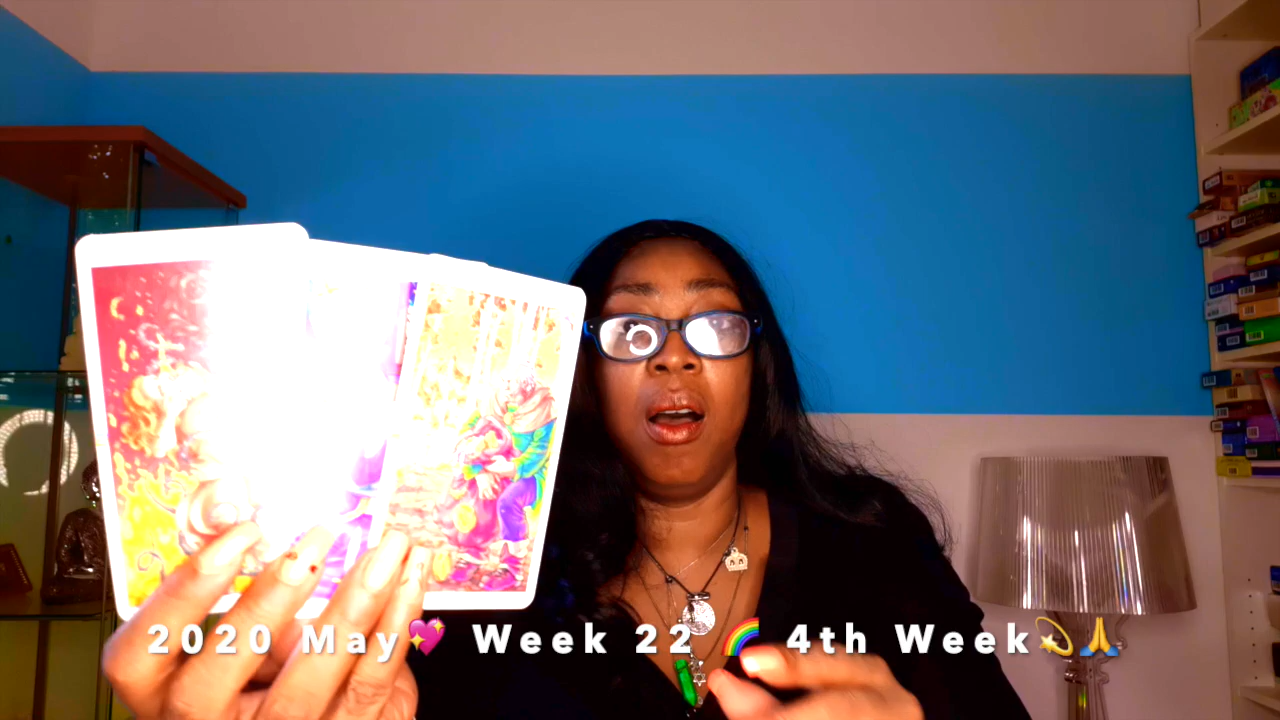 2020 May💖 Week 22 🌈 4th Week💫🙏